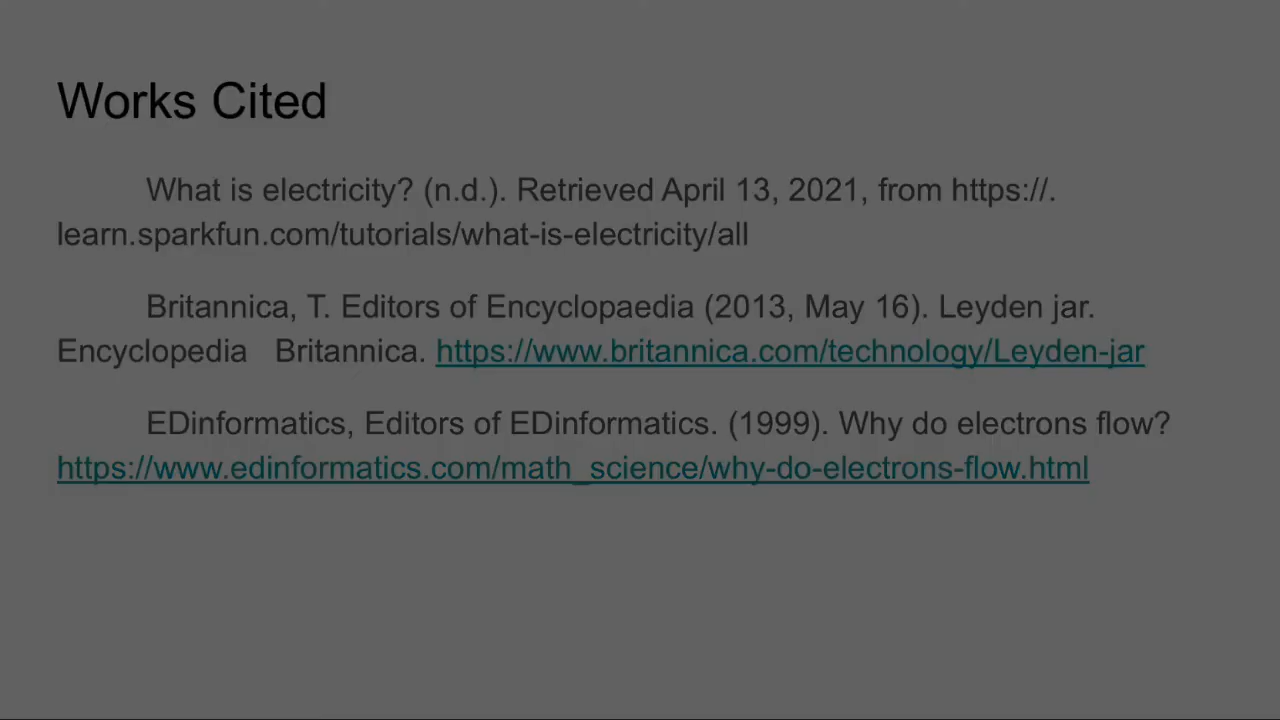 Works Cited
What is electricity? (n.d.). Retrieved April 13, 2021, from https://.
learn.sparkfun.com/tutorials/what-is-electricity/all
Britannica, T. Editors of Encyclopaedia (2013, May 16). Leyden jar.
Encyclopedia Britannica. https://www.britannica.com/technology/Leyden-jar
EDinformatics, Editors of EDinformatics. (1999). Why do electrons flow?
https://www.edinformatics.com/math_science/why-do-electrons-flow.html